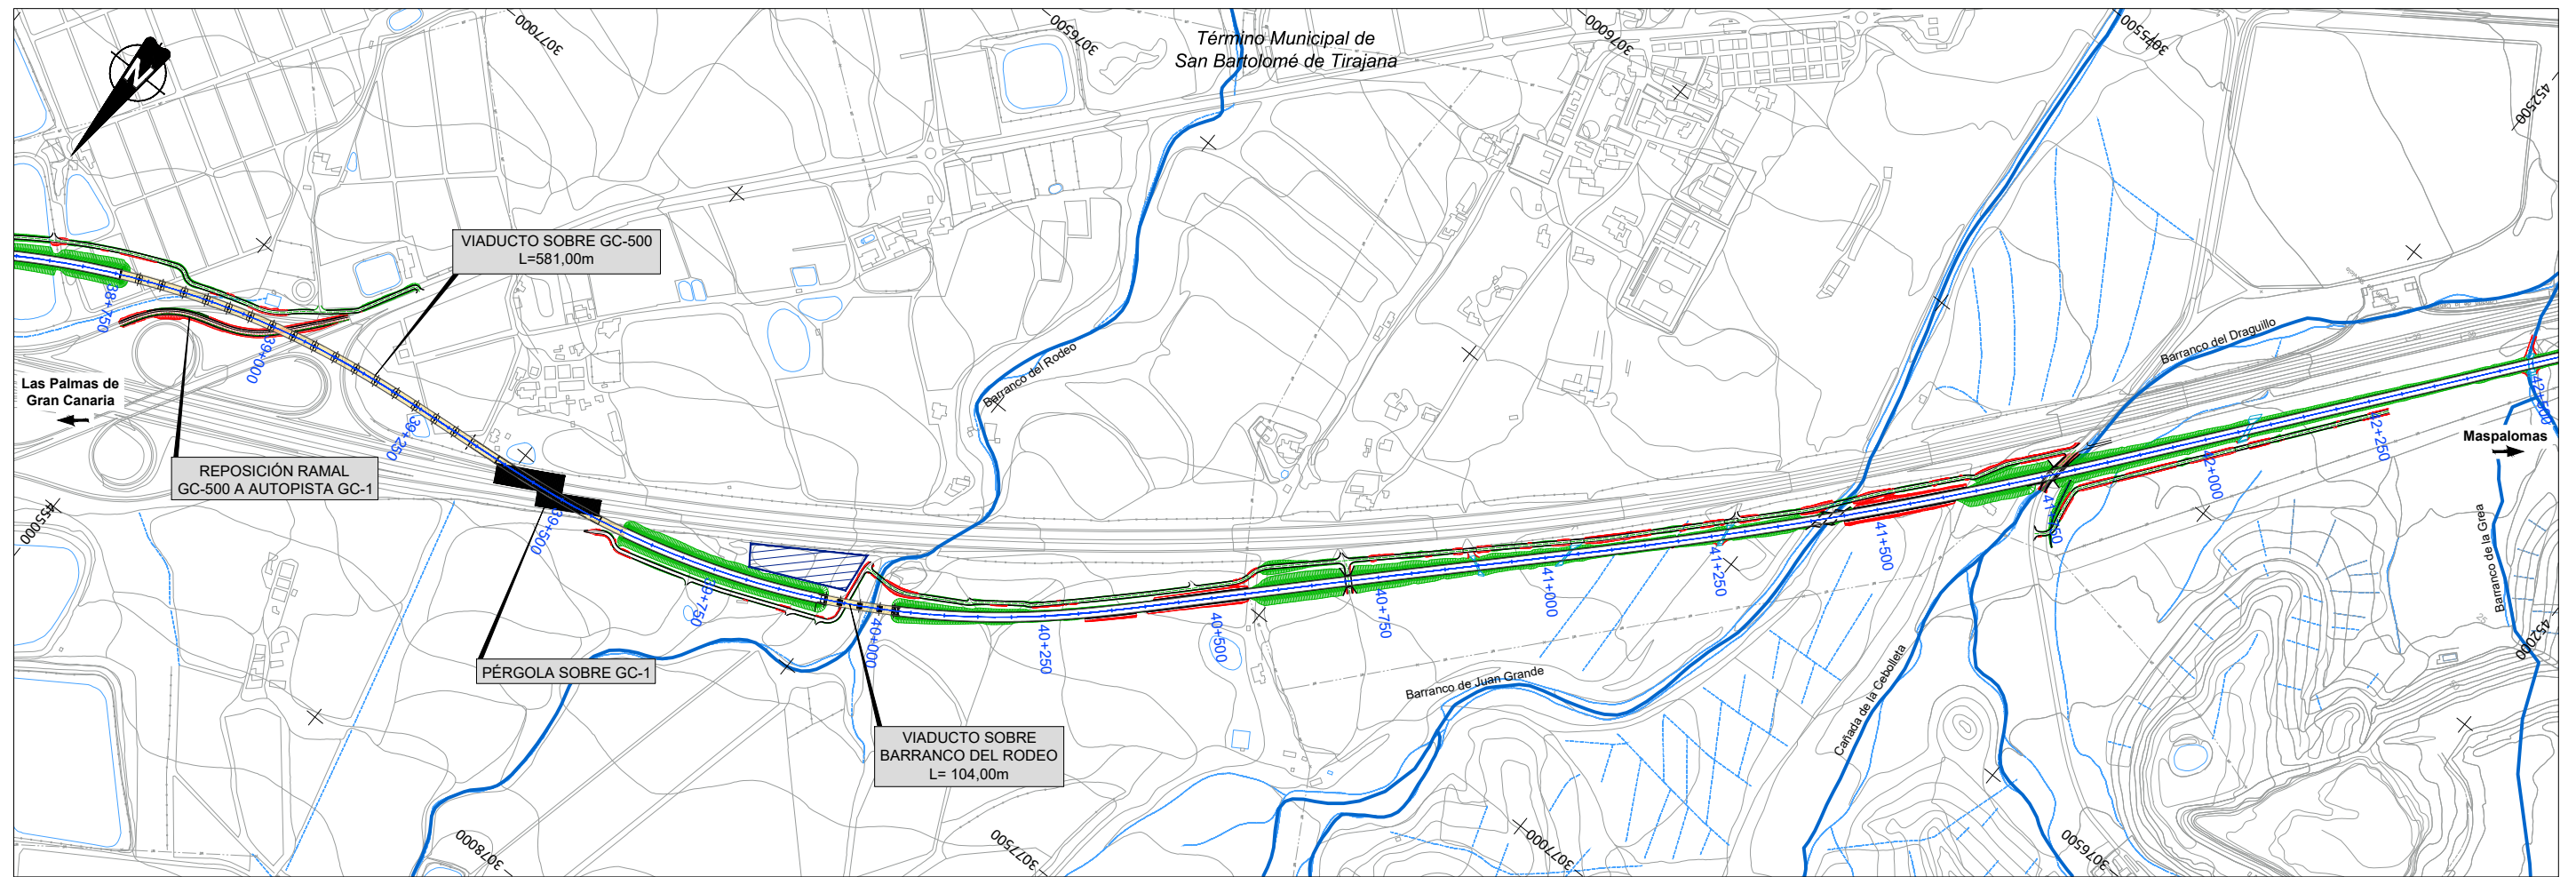 3077000
3076500
Término Municipal de
San Bartolomé de Tirajana
3076000
3075500
452500
N
VIADUCTO SOBRE GC-500
L=581,00m
38+750
39+000
Las Palmas de
Gran Canaria
39+250
REPOSICIÓN RAMAL
GC-500 A AUTOPISTA GC-1
455000
39+500
PÉRGOLA SOBRE GC-1
39+750
40+000
VIADUCTO SOBRE
BARRANCO DEL RODEO
L= 104,00m
Barranco del Rodeo
40+250
40+500
40+750
41+000
41+250
41+500
42+000
42+250
42+500
Barranco del Draguillo
Maspalomas
Barranco de la Grea
452000
Barranco de Juan Grande
Cañada de la Cebolleta
3078000
3077500
3077000
3076500